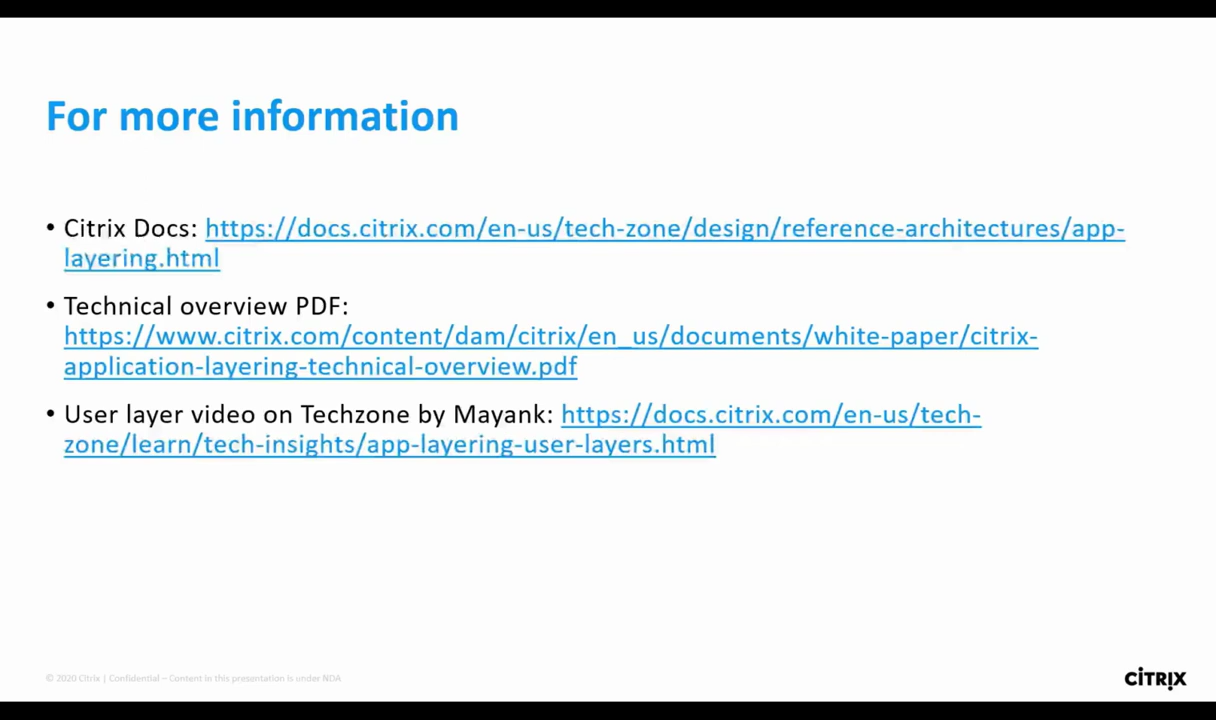 For more information
• Citrix Docs: https://docs.citrix.com/en-us/tech-zone/design/reference-architectures/app-
layering.html
• Technical overview PDF:
https://www.citrix.com/content/dam/citrix/en_us/documents/white-paper/citrix-
application-layering-technical-overview.pdf
• User layer video on Techzone by Mayank: https://docs.citrix.com/en-us/tech-
zone/learn/tech-insights/app-layering-user-layers.html
© 2020 Citrix | Confidential – Content in this presentation is under NDA
citrix